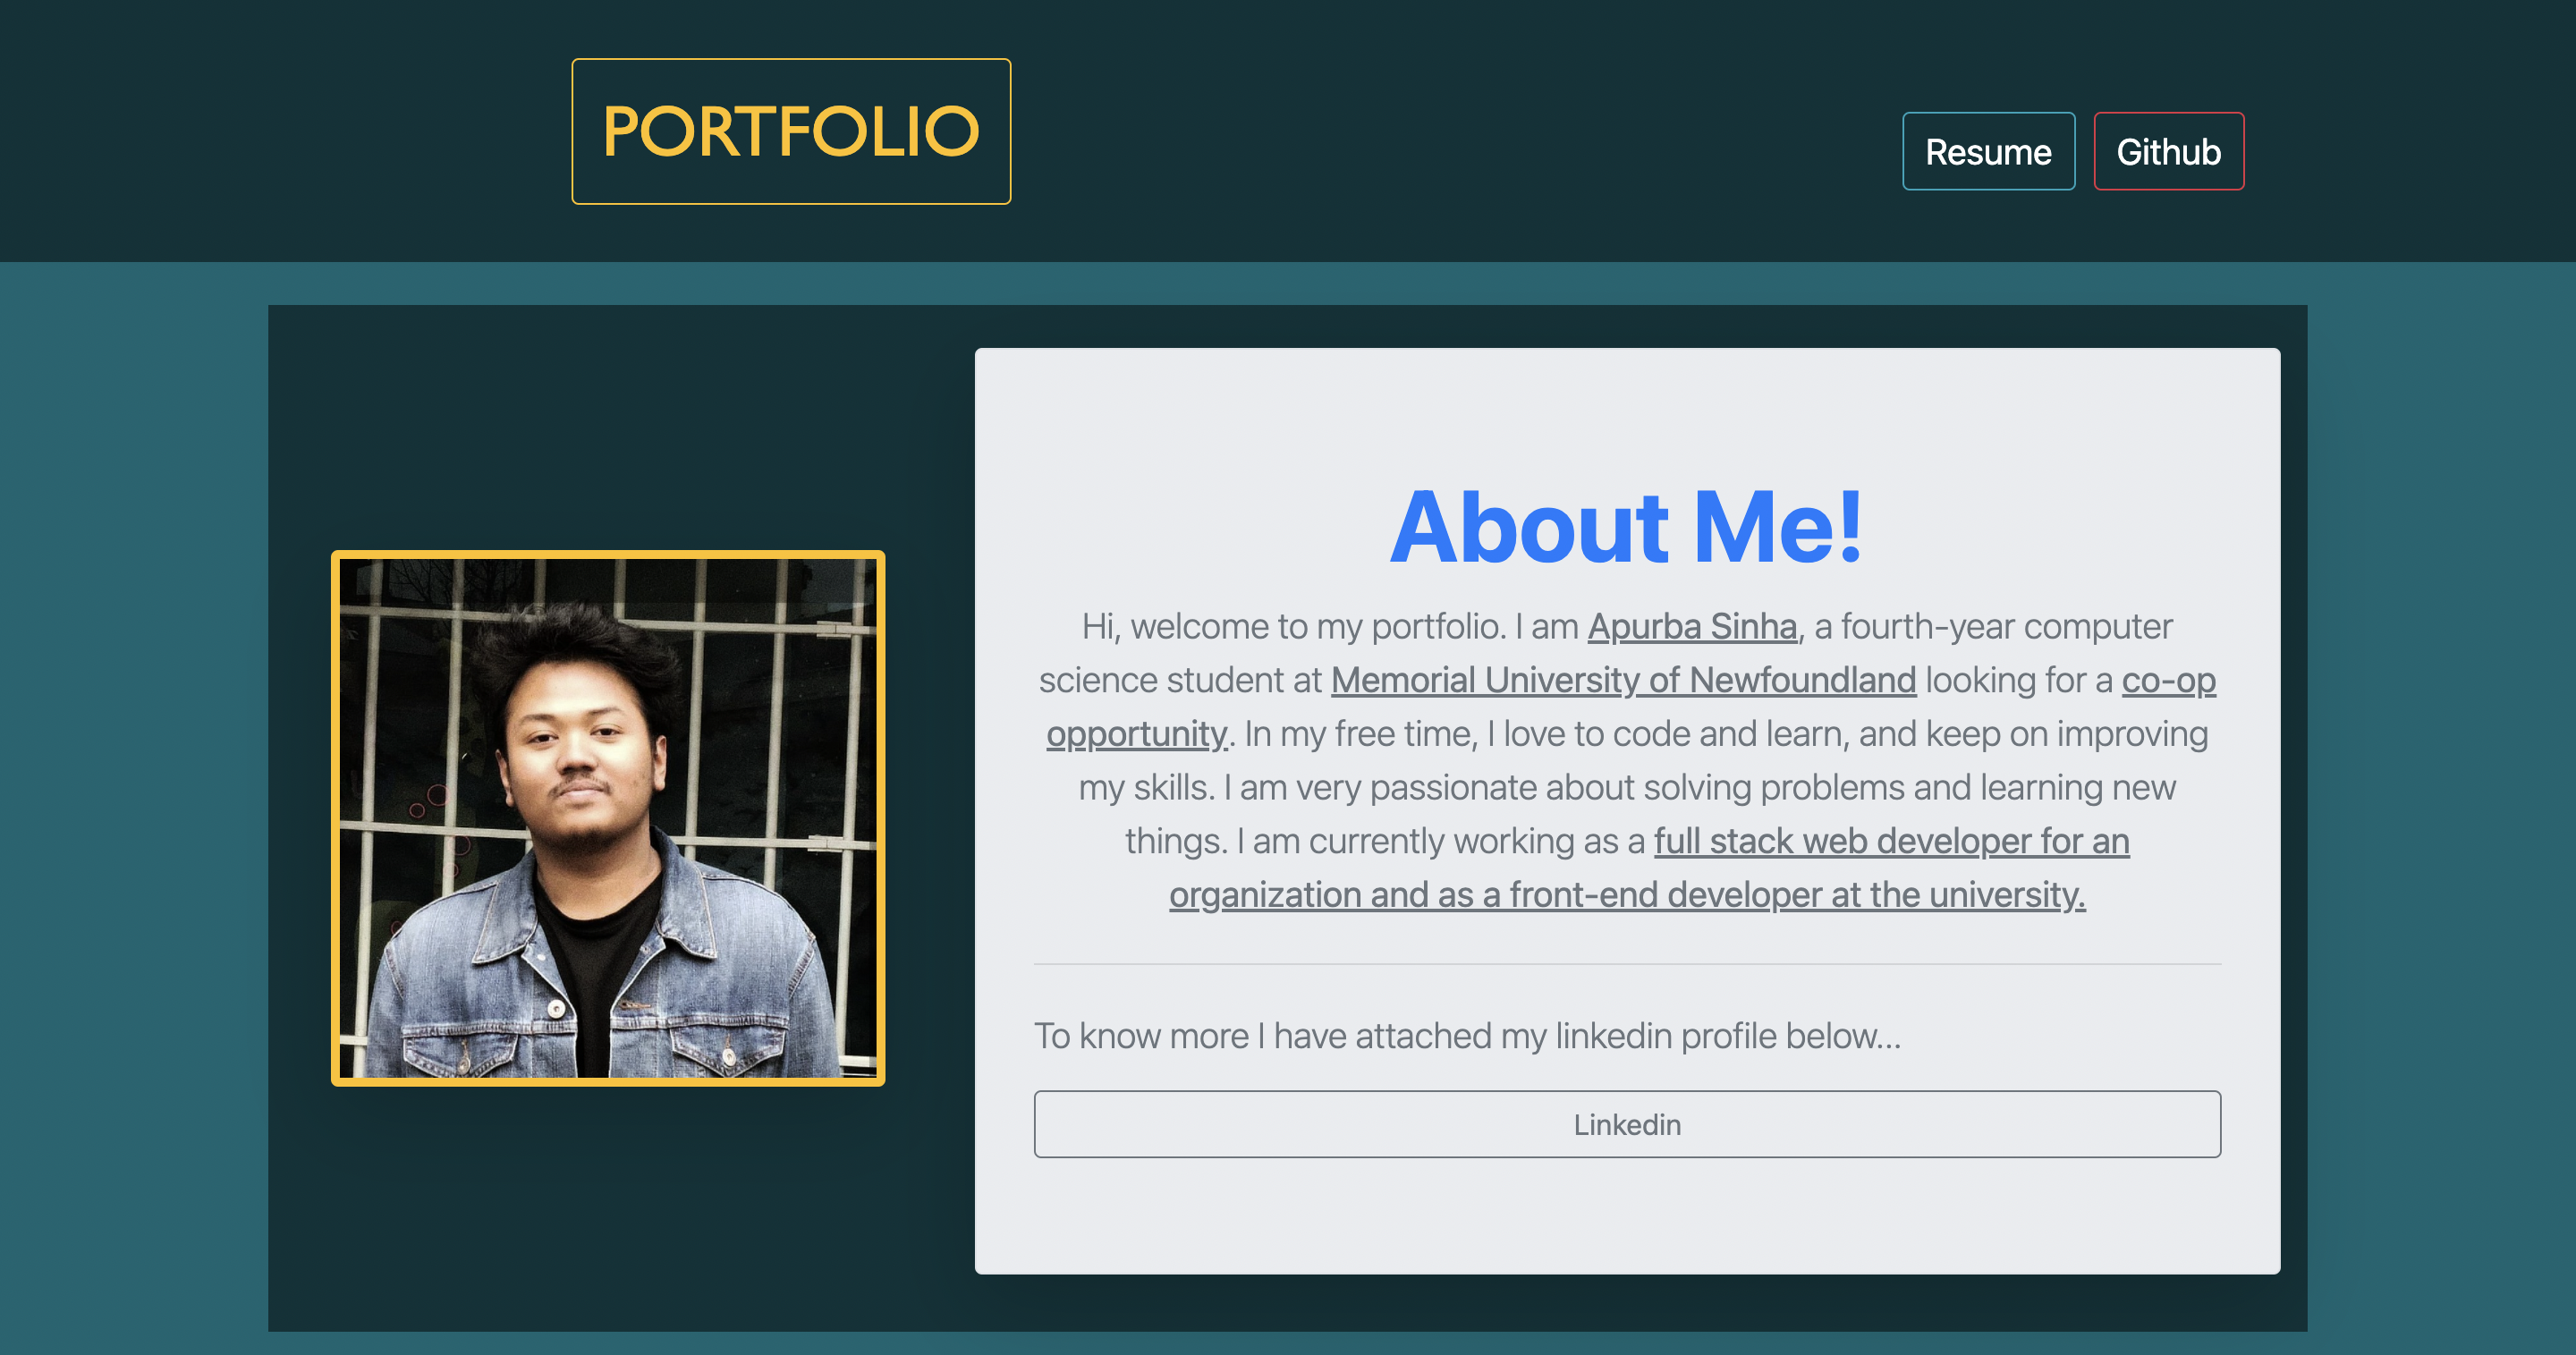 PORTFOLIO
Resume
Github
About Me!
Hi, welcome to my portfolio. I am Apurba Sinha, a fourth-year computer
science student at Memorial University of Newfoundland looking for a co-op
opportunity. In my free time, I love to code and learn, and keep on improving
my skills. I am very passionate about solving problems and learning new
things. I am currently working as a full stack web developer for an
organization and as a front-end developer at the university.
To know more I have attached my linkedin profile below...
Linkedin